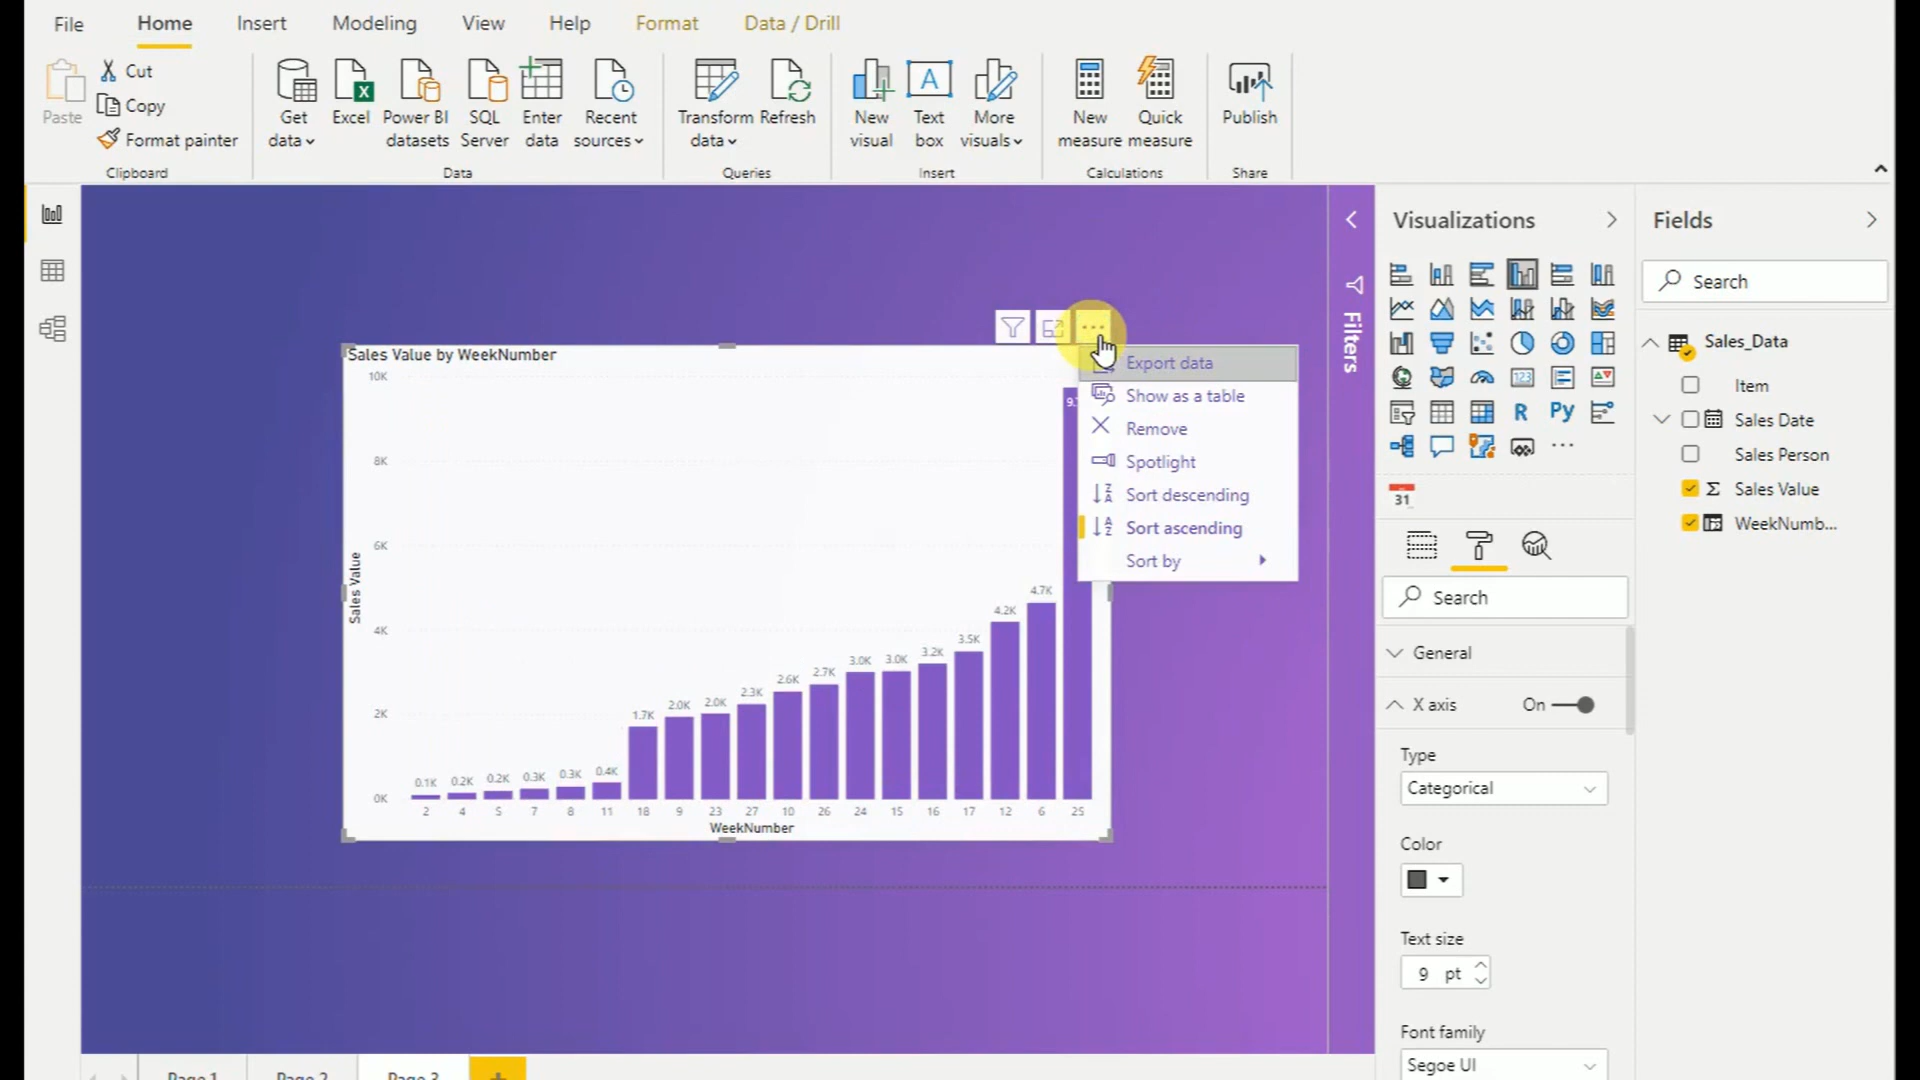 File Home Insert Modeling View Help Format Data / Drill
Paste
Cut
Copy
Format painter
Clipboard
Get data
Excel
Power BI datasets
SQL Server
Enter data
Recent sources
Data
Transform data
Refresh
Queries
New visual
Text box
More visuals
Insert
New measure
Quick measure
Calculations
Publish
Share
Sales Value by WeekNumber
10K
8K
6K
4K
2K
0K
Sales Value
0.1K 0.2K 0.2K 0.3K 0.3K 0.4K 1.7K 2.0K 2.0K 2.3K 2.6K 2.7K 3.0K 3.0K 3.2K 3.5K 4.2K 4.7K
2 4 5 7 8 11 18 9 23 27 10 26 24 15 16 17 12 6 25
WeekNumber
Export data
Show as a table
Remove
Spotlight
Sort descending
Sort ascending
Sort by
Filters
Visualizations
123
R
Py
31
Search
General
X axis On
Type
Categorical
Color
Text size
9 pt
Font family
Segoe UI
Fields
Search
Sales_Data
Item
Sales Date
Sales Person
Σ Sales Value
WeekNumb...
Page 1 Page 2 Page 3 +